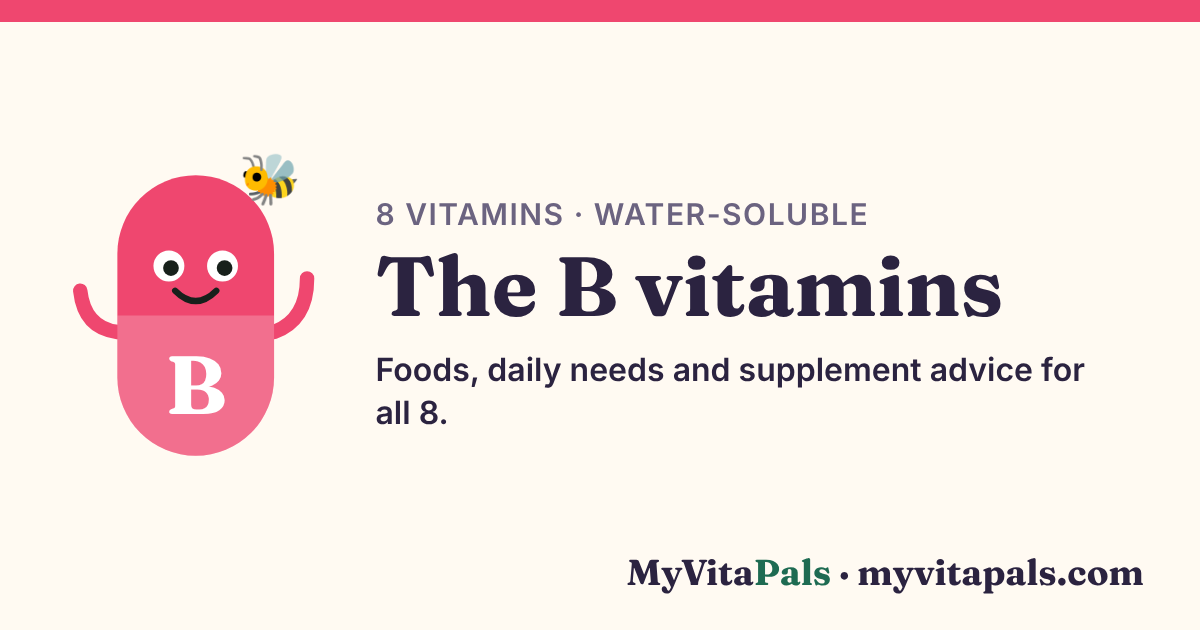 8 VITAMINS · WATER-SOLUBLE
The B vitamins
Foods, daily needs and supplement advice for
all 8.
B
MyVitaPals · myvitapals.com